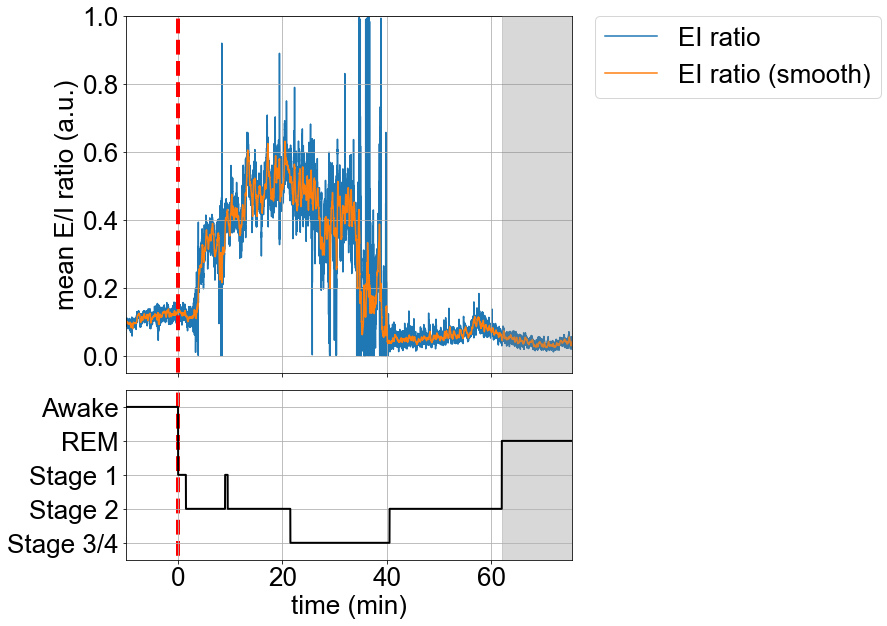 1.0
0.8
0.6
0.4
0.2
0.0
mean E/I ratio (a.u.)
EI ratio
EI ratio (smooth)
Awake
REM
Stage 1
Stage 2
Stage 3/4
0 20 40 60
time (min)